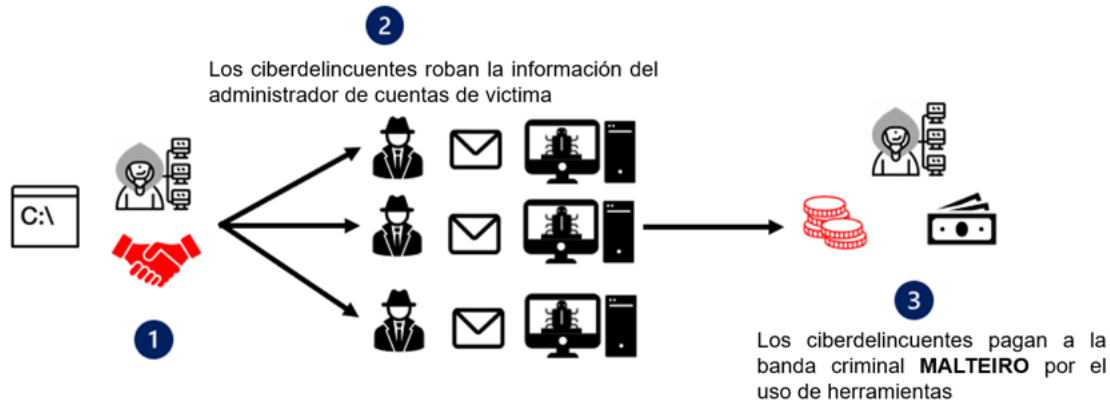 2
Los ciberdelincuentes roban la información del
administrador de cuentas de victima
C:\
1
3
Los ciberdelincuentes pagan a la
banda criminal MALTEIRO por el
uso de herramientas